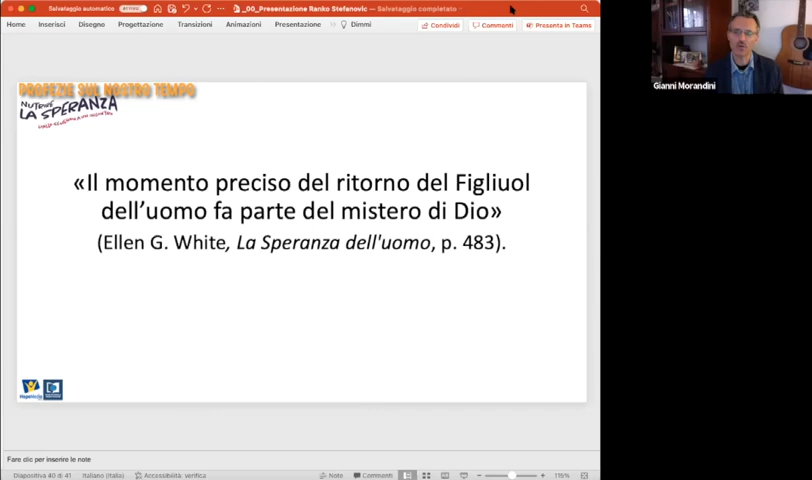 Salvataggio automatico
_0G_Presentazione Ranko Stefanovic — Salvataggio completato
Home Inserisci Disegno Progettazione Transizioni Animazioni Presentazione Dimmi
Condividi Commenti Presenta in Teams
Gianni Morandini
PROFEZIE SUL NOSTRO TEMPO
NUTRIRE
LA SPERANZA
«Il momento preciso del ritorno del Figliuol
dell'uomo fa parte del mistero di Dio»
(Ellen G. White, La Speranza dell'uomo, p. 483).
HopeMedia
Fare clic per inserire le note
Diapositiva 40 di 41 Italiano (Italia) Accessibilità: verifica Note Commenti 115%